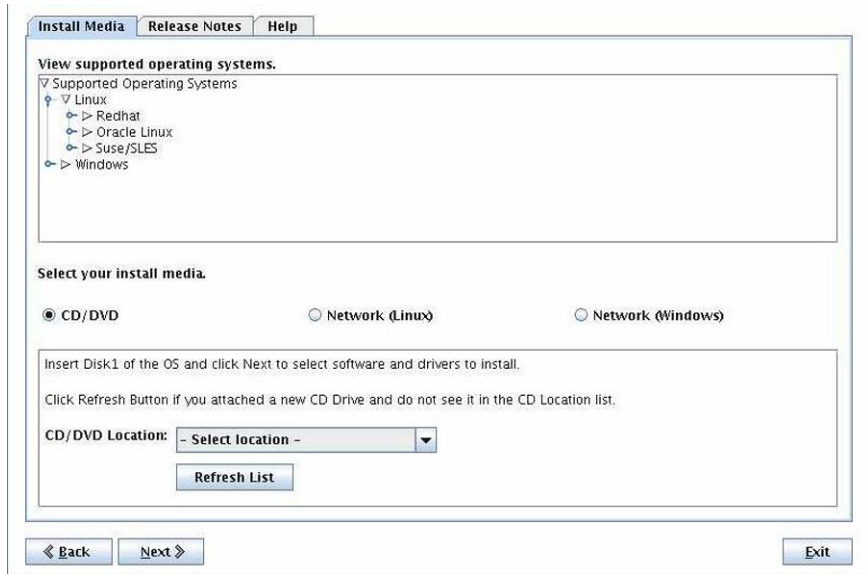 Install Media Release Notes Help
View supported operating systems.
Supported Operating Systems
Linux
Redhat
Oracle Linux
Suse/SLES
Windows
Select your install media.
CD/DVD Network (Linux) Network (Windows)
Insert Disk1 of the OS and click Next to select software and drivers to install.
Click Refresh Button if you attached a new CD Drive and do not see it in the CD Location list.
CD/DVD Location: - Select location -
Refresh List
Back Next Exit